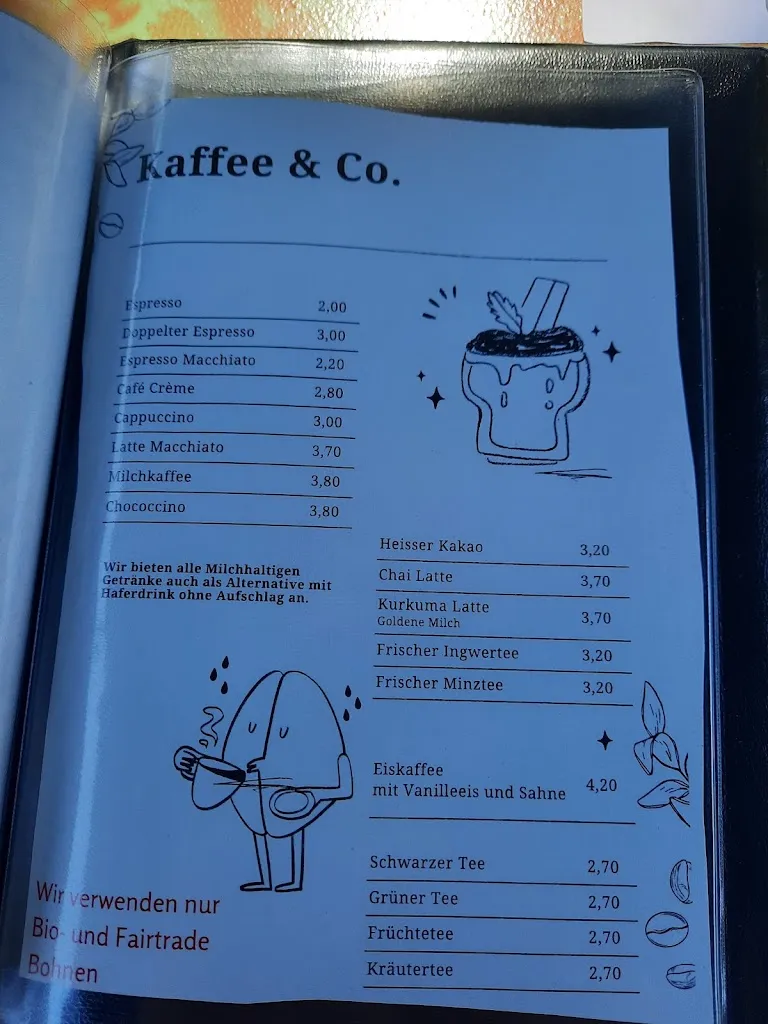 Kaffee & Co.
Espresso 2,00
Doppelter Espresso 3,00
Espresso Macchiato 2,20
Café Crème 2,80
Cappuccino 3,00
Latte Macchiato 3,70
Milchkaffee 3,80
Chococcino 3,80
Wir bieten alle Milchhaltigen
Getränke auch als Alternative mit
Haferdrink ohne Aufschlag an.
Wir verwenden nur
Bio- und Fairtrade
Bohnen
Heisser Kakao 3,20
Chai Latte 3,70
Kurkuma Latte 3,70
Goldene Milch
Frischer Ingwertee 3,20
Frischer Minztee 3,20
Eiskaffee
mit Vanilleeis und Sahne 4,20
Schwarzer Tee 2,70
Grüner Tee 2,70
Früchtetee 2,70
Kräutertee 2,70